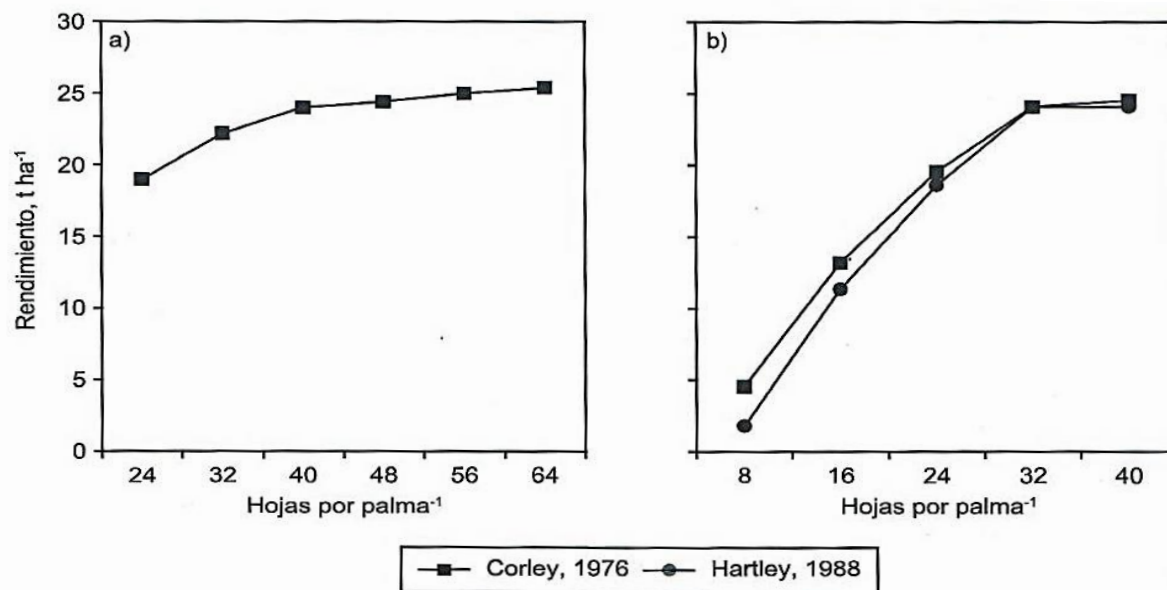 a)
b)
Rendimiento, t ha-1
30
25
20
15
10
5
0
24 32 40 48 56 64
Hojas por palma-1
8 16 24 32 40
Hojas por palma-1
Corley, 1976 Hartley, 1988